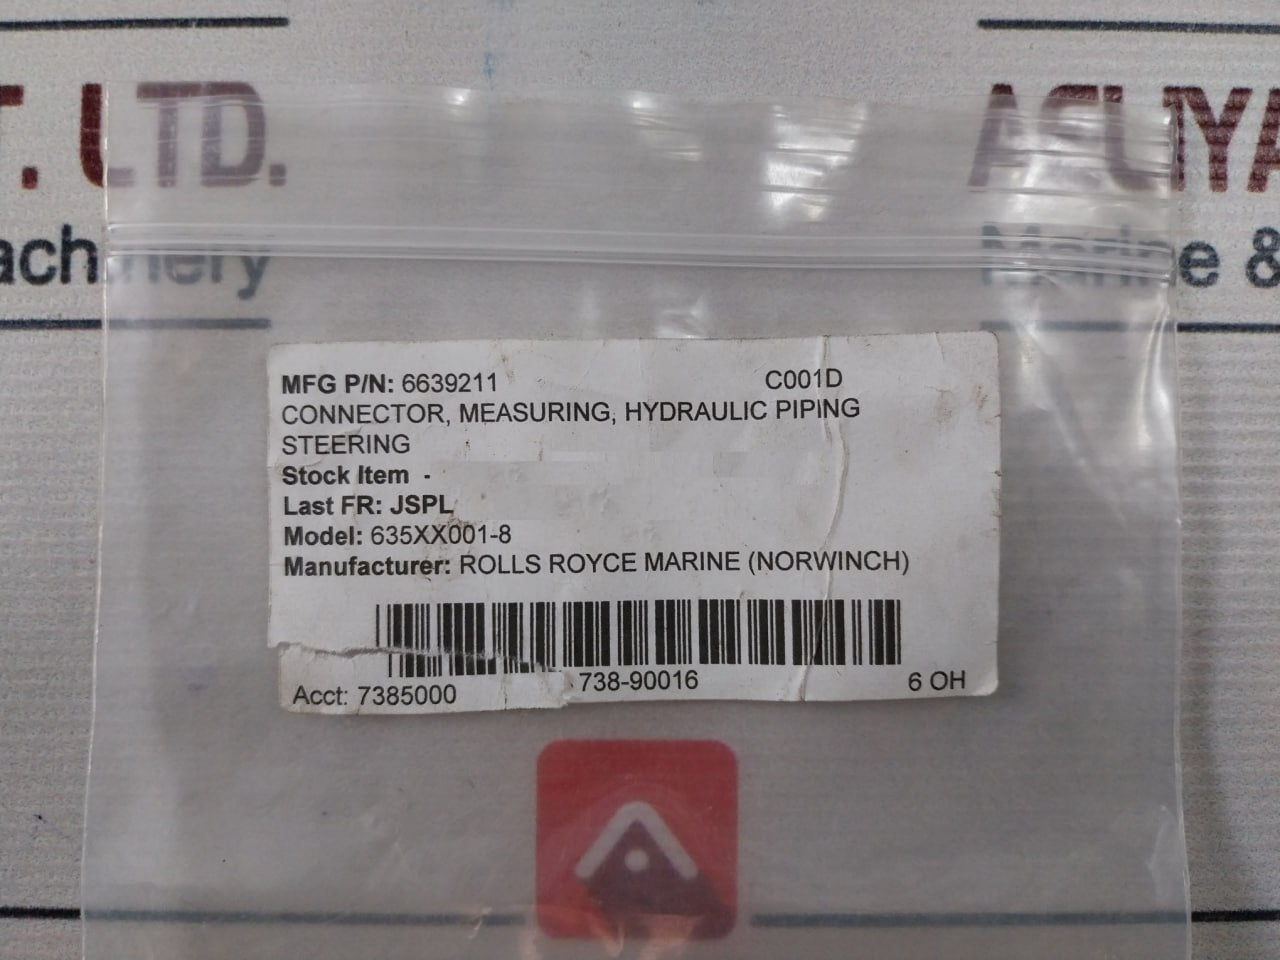 T. LTD.
ASUYA
achinery
Marine &
MFG P/N: 6639211 C001D
CONNECTOR, MEASURING, HYDRAULIC PIPING
STEERING
Stock Item -
Last FR: JSPL
Model: 635XX001-8
Manufacturer: ROLLS ROYCE MARINE (NORWINCH)
Acct: 7385000 738-90016 6 OH